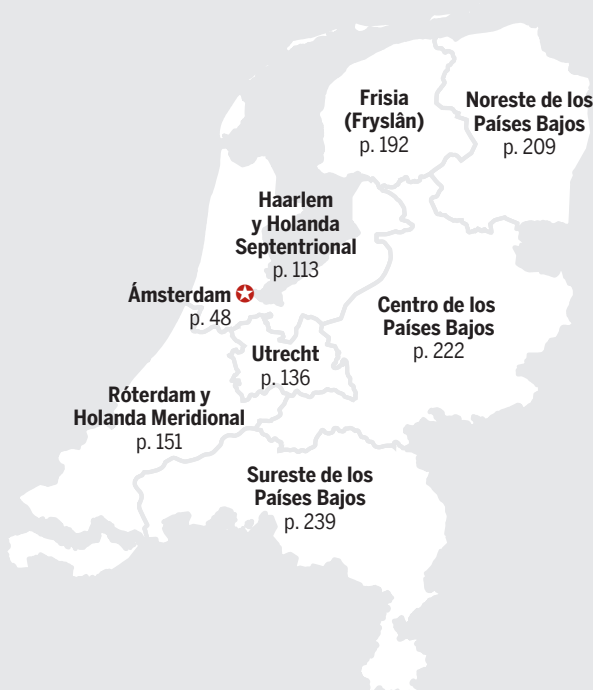 Frisia
(Fryslân)
p. 192
Noreste de los
Países Bajos
p. 209
Haarlem
y Holanda
Septentrional
p. 113
Ámsterdam
p. 48
Centro de los
Países Bajos
p. 222
Utrecht
p. 136
Róterdam y
Holanda Meridional
p. 151
Sureste de los
Países Bajos
p. 239